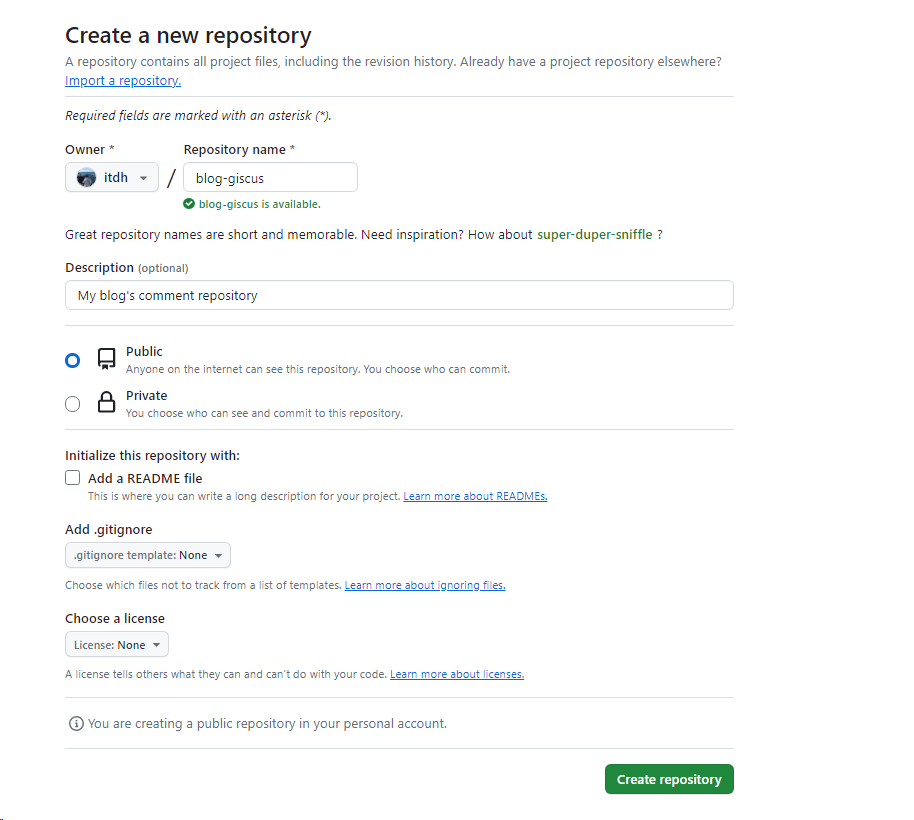 Create a new repository
A repository contains all project files, including the revision history. Already have a project repository elsewhere?
Import a repository.
Required fields are marked with an asterisk (*).
Owner * Repository name *
itdh / blog-giscus
blog-giscus is available.
Great repository names are short and memorable. Need inspiration? How about super-duper-sniffle ?
Description (optional)
My blog's comment repository
Public
Anyone on the internet can see this repository. You choose who can commit.
Private
You choose who can see and commit to this repository.
Initialize this repository with:
Add a README file
This is where you can write a long description for your project. Learn more about READMEs.
Add .gitignore
.gitignore template: None
Choose which files not to track from a list of templates. Learn more about ignoring files.
Choose a license
License: None
A license tells others what they can and can't do with your code. Learn more about licenses.
You are creating a public repository in your personal account.
Create repository